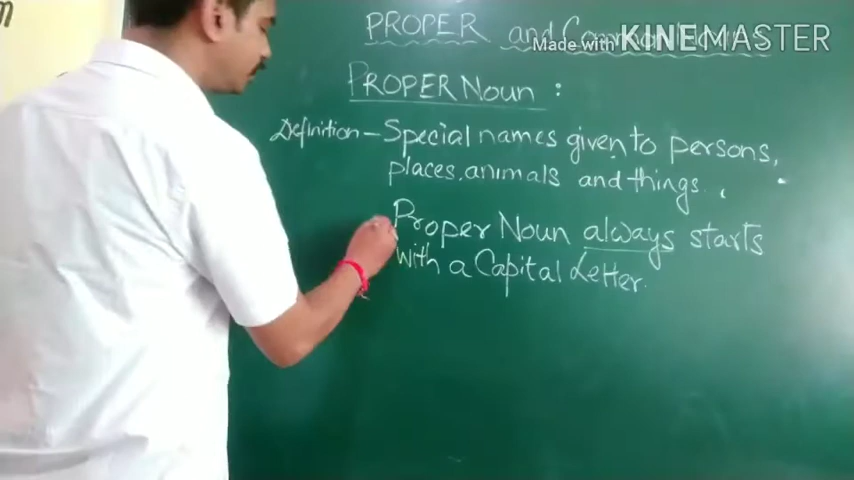 PROPER and Common Nouns
Made with KINEMASTER
PROPER Noun :
Definition - Special names given to persons,
places, animals and things.
Proper Noun always starts
with a Capital Letter.